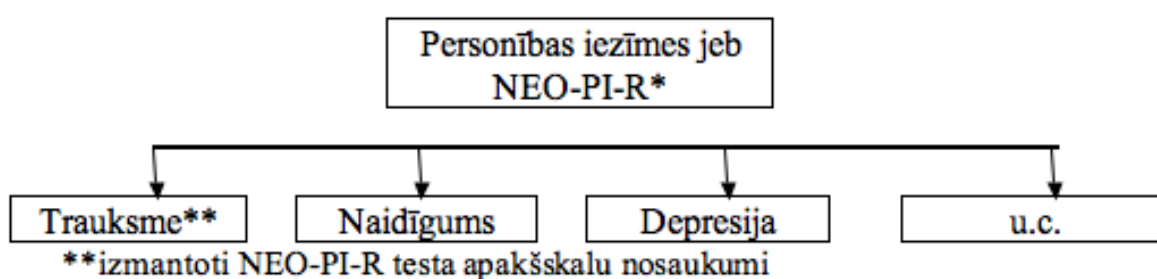 Personības iezīmes jeb
NEO-PI-R*
Trauksme** Naidīgums Depresija u.c.
**izmantoti NEO-PI-R testa apakšskalu nosaukumi